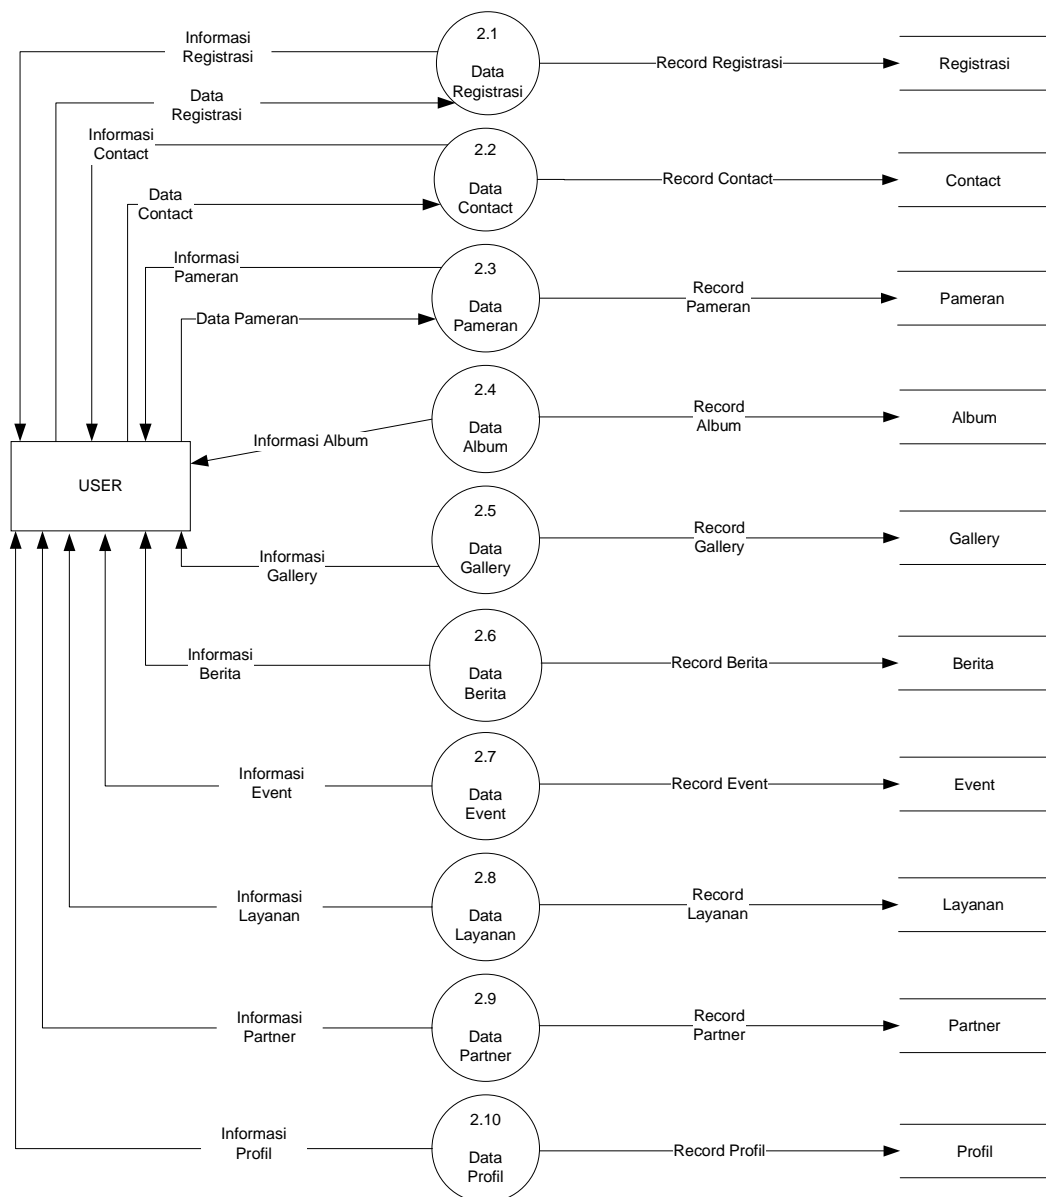 Informasi
Registrasi
2.1
Data
Registrasi
Record Registrasi
Registrasi
Data
Registrasi
Informasi
Contact
2.2
Data
Contact
Record Contact
Contact
Data
Contact
Informasi
Pameran
2.3
Data
Pameran
Record
Pameran
Pameran
Data Pameran
2.4
Data
Album
Record
Album
Album
Informasi Album
USER
2.5
Data
Gallery
Record
Gallery
Gallery
Informasi
Gallery
2.6
Data
Berita
Record Berita
Berita
Informasi
Berita
2.7
Data
Event
Record Event
Event
Informasi
Event
2.8
Data
Layanan
Record
Layanan
Layanan
Informasi
Layanan
2.9
Data
Partner
Record
Partner
Partner
Informasi
Partner
2.10
Data
Profil
Record Profil
Profil
Informasi
Profil